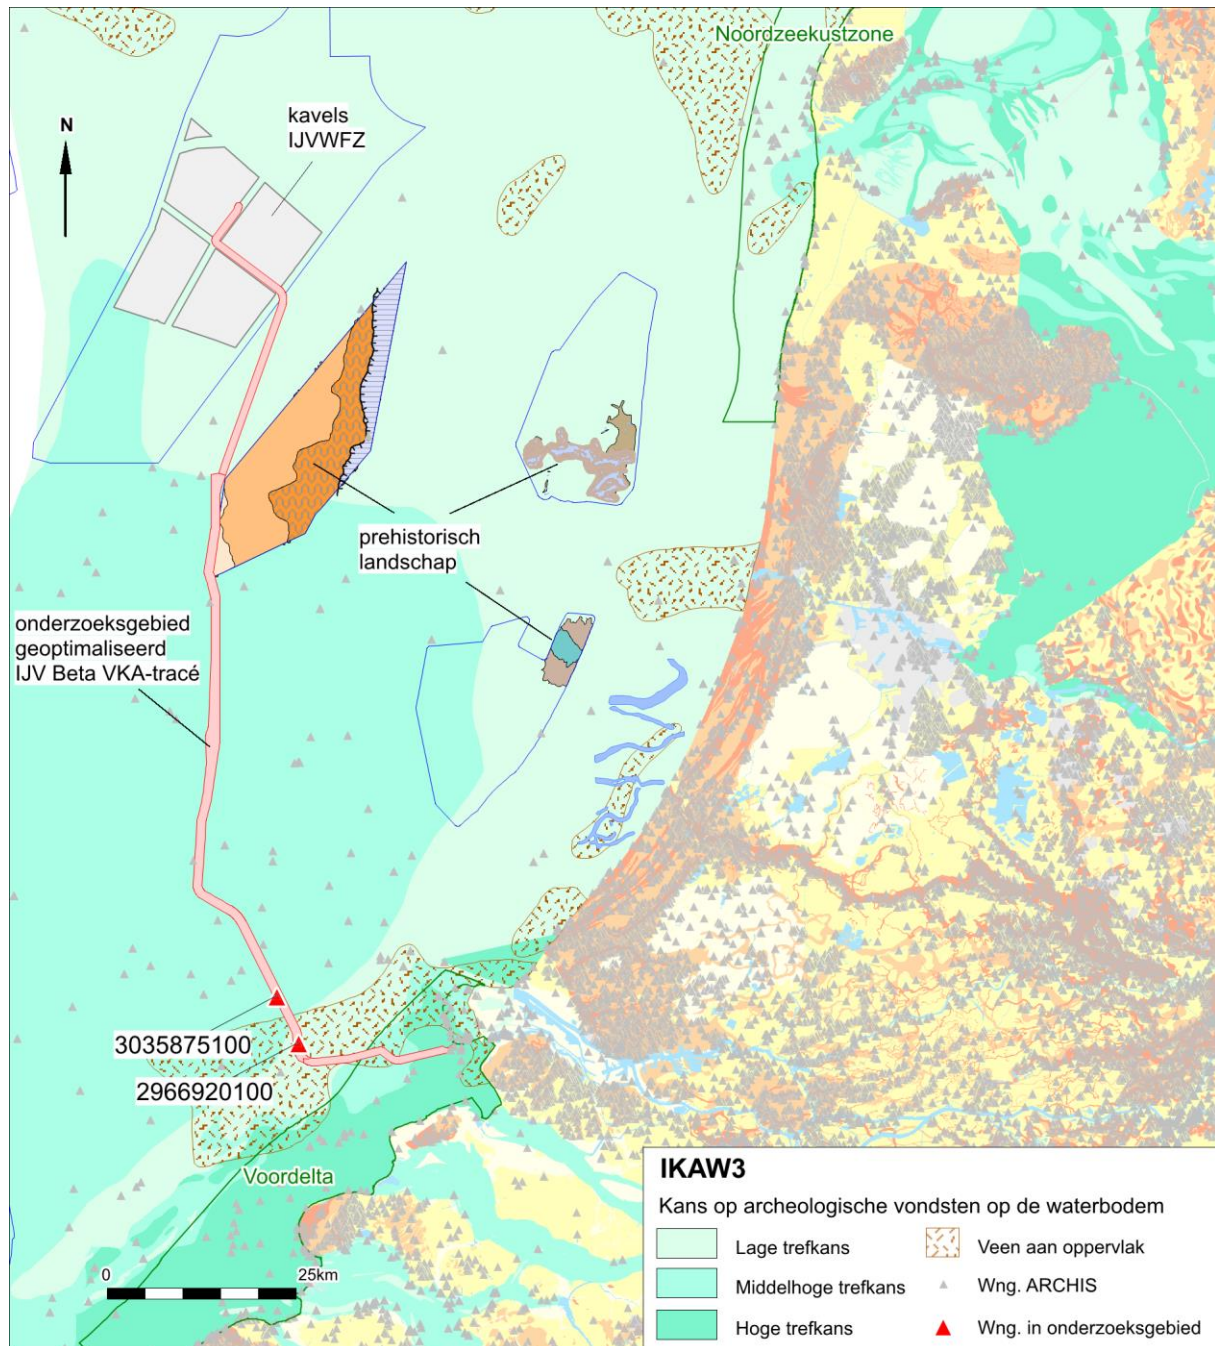 Noordzeekustzone
N
kavels
IJVWFZ
prehistorisch
landschap
onderzoeksgebied
geoptimaliseerd
IJV Beta VKA-tracé
3035875100
2966920100
Voordelta
0
25km
IKAW3
Kans op archeologische vondsten op de waterbodem
Lage trefkans
Veen aan oppervlak
Middelhoge trefkans
Wng. ARCHIS
Hoge trefkans
Wng. in onderzoeksgebied